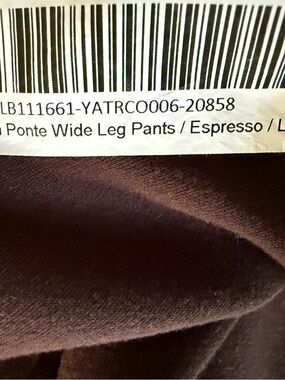 LB111661-YATRCO006-20858
Ponte Wide Leg Pants / Espresso / L